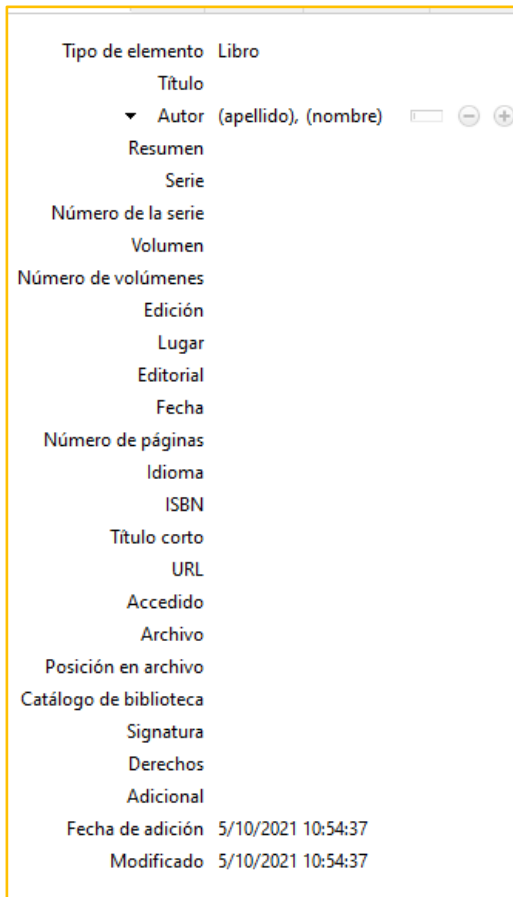 Tipo de elemento Libro
Título
Autor (apellido), (nombre)
Resumen
Serie
Número de la serie
Volumen
Número de volúmenes
Edición
Lugar
Editorial
Fecha
Número de páginas
Idioma
ISBN
Título corto
URL
Accedido
Archivo
Posición en archivo
Catálogo de biblioteca
Signatura
Derechos
Adicional
Fecha de adición 5/10/2021 10:54:37
Modificado 5/10/2021 10:54:37